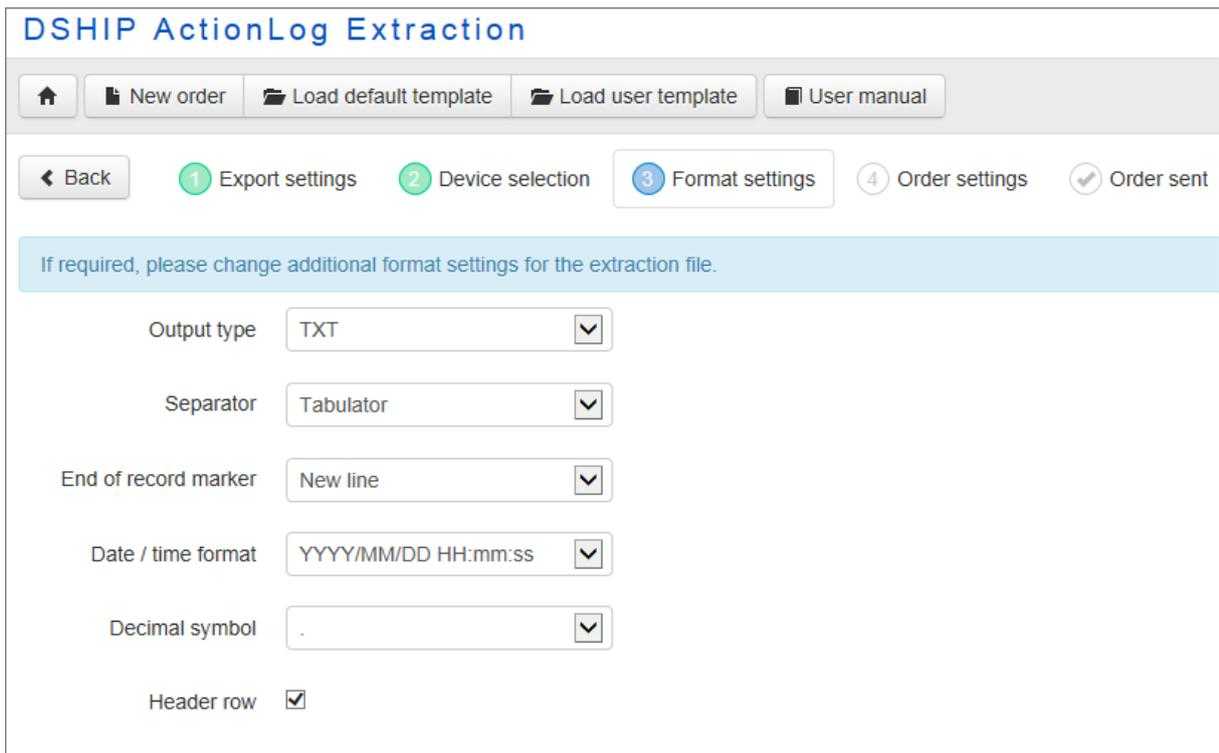 DSHIP ActionLog Extraction
New order Load default template Load user template User manual
Back 1 Export settings 2 Device selection 3 Format settings 4 Order settings Order sent
If required, please change additional format settings for the extraction file.
Output type TXT
Separator Tabulator
End of record marker New line
Date / time format YYYY/MM/DD HH:mm:ss
Decimal symbol .
Header row